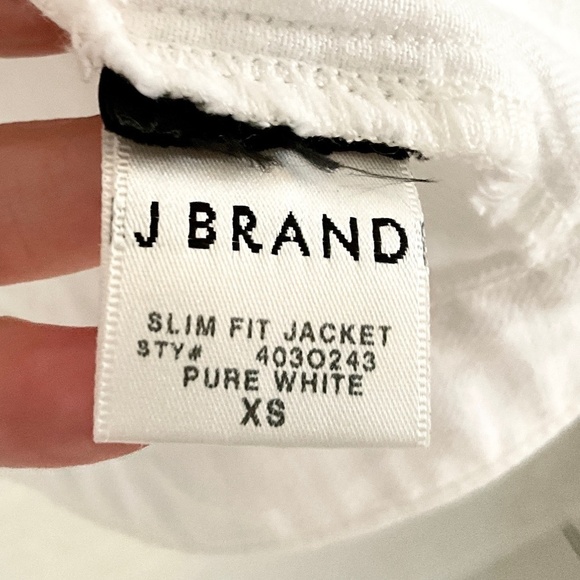 J BRAND
SLIM FIT JACKET
STY# 4030243
PURE WHITE
XS